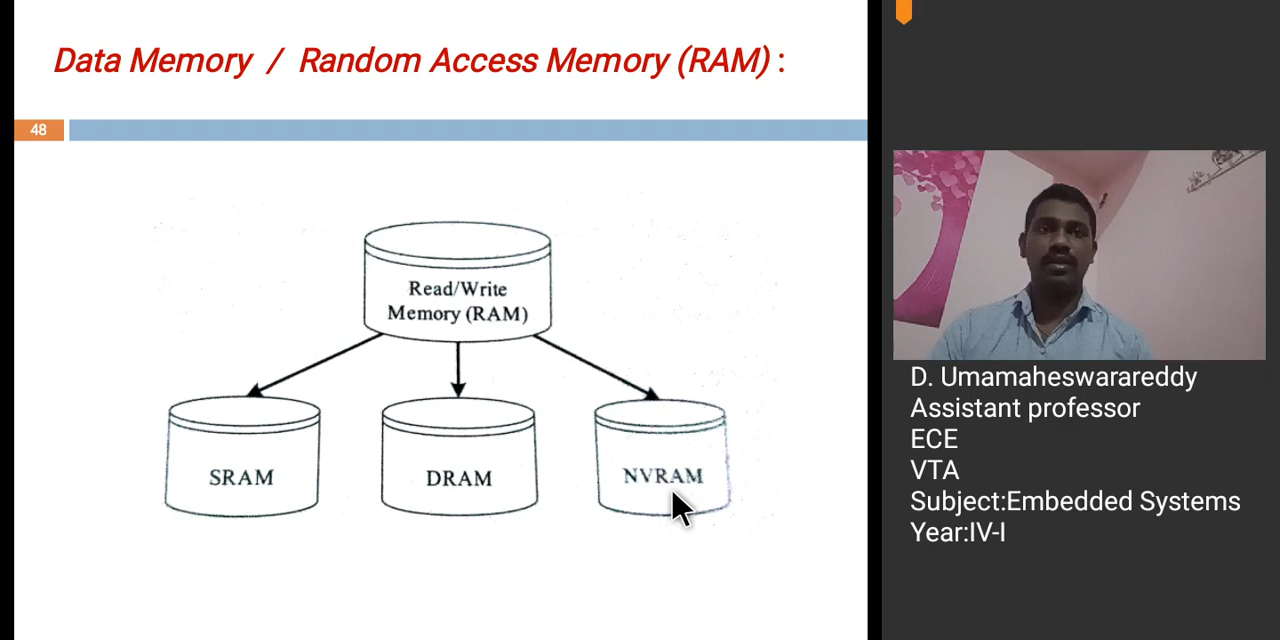 Data Memory / Random Access Memory (RAM) :
48
Read/Write
Memory (RAM)
SRAM
DRAM
NVRAM
D. Umamaheswarareddy
Assistant professor
ECE
VTA
Subject:Embedded Systems
Year:IV-I